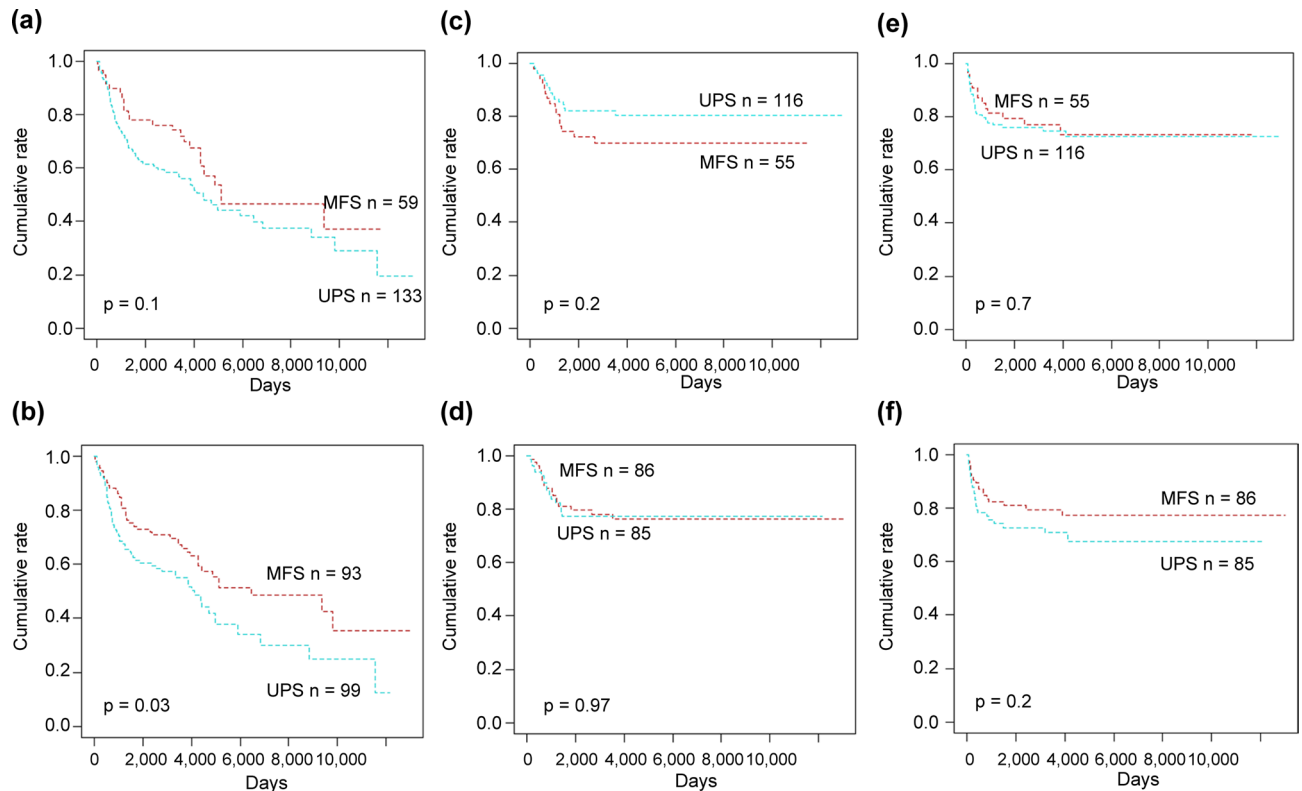 (a)
1.0
0.8
0.6
0.4
0.2
0.0
Cumulative rate
MFS n = 59
UPS n = 133
p = 0.1
0 2,000 4,000 6,000 8,000 10,000
Days
(c)
1.0
0.8
0.6
0.4
0.2
0.0
Cumulative rate
UPS n = 116
MFS n = 55
p = 0.2
0 2,000 4,000 6,000 8,000 10,000
Days
(e)
1.0
0.8
0.6
0.4
0.2
0.0
Cumulative rate
MFS n = 55
UPS n = 116
p = 0.7
0 2,000 4,000 6,000 8,000 10,000
Days
(b)
1.0
0.8
0.6
0.4
0.2
0.0
Cumulative rate
MFS n = 93
UPS n = 99
p = 0.03
0 2,000 4,000 6,000 8,000 10,000
Days
(d)
1.0
0.8
0.6
0.4
0.2
0.0
Cumulative rate
MFS n = 86
UPS n = 85
p = 0.97
0 2,000 4,000 6,000 8,000 10,000
Days
(f)
1.0
0.8
0.6
0.4
0.2
0.0
Cumulative rate
MFS n = 86
UPS n = 85
p = 0.2
0 2,000 4,000 6,000 8,000 10,000
Days